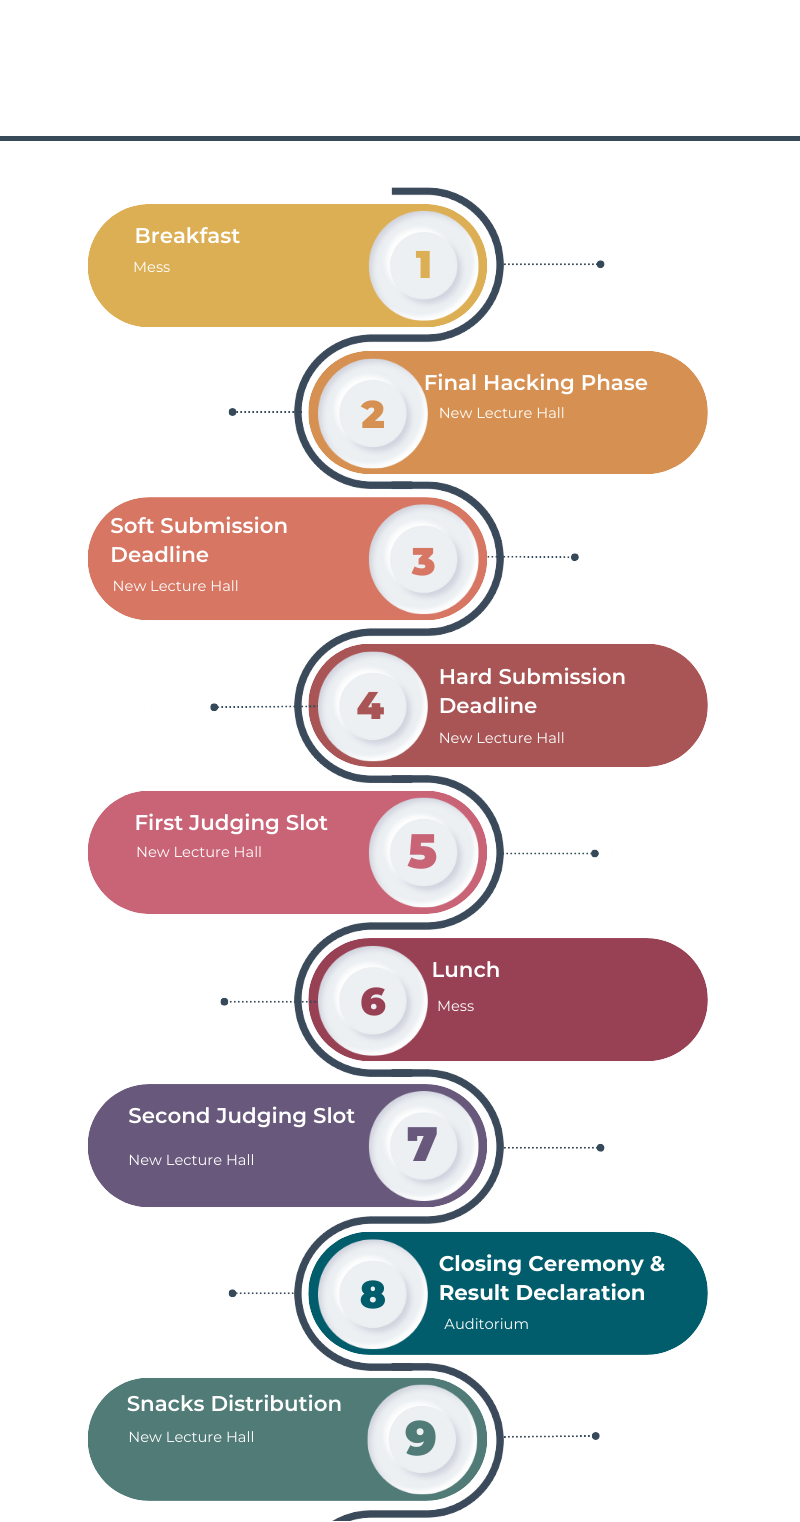 Breakfast
Mess
1
2
Final Hacking Phase
New Lecture Hall
Soft Submission
Deadline
New Lecture Hall
3
4
Hard Submission
Deadline
New Lecture Hall
First Judging Slot
New Lecture Hall
5
6
Lunch
Mess
Second Judging Slot
New Lecture Hall
7
8
Closing Ceremony &
Result Declaration
Auditorium
Snacks Distribution
New Lecture Hall
9